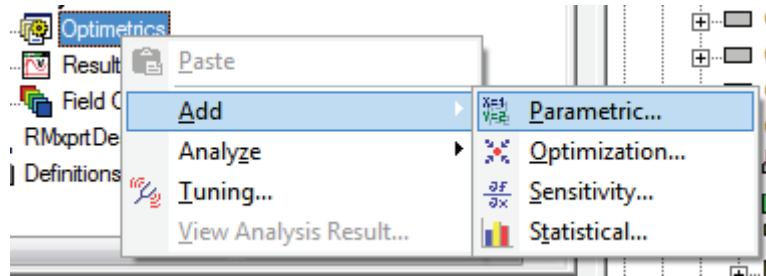 Optimetrics
Result
Paste
Field
Add
Parametric...
RMxprtDe
Analyze
Optimization...
Definitions
Tuning...
Sensitivity...
View Analysis Result...
Statistical...